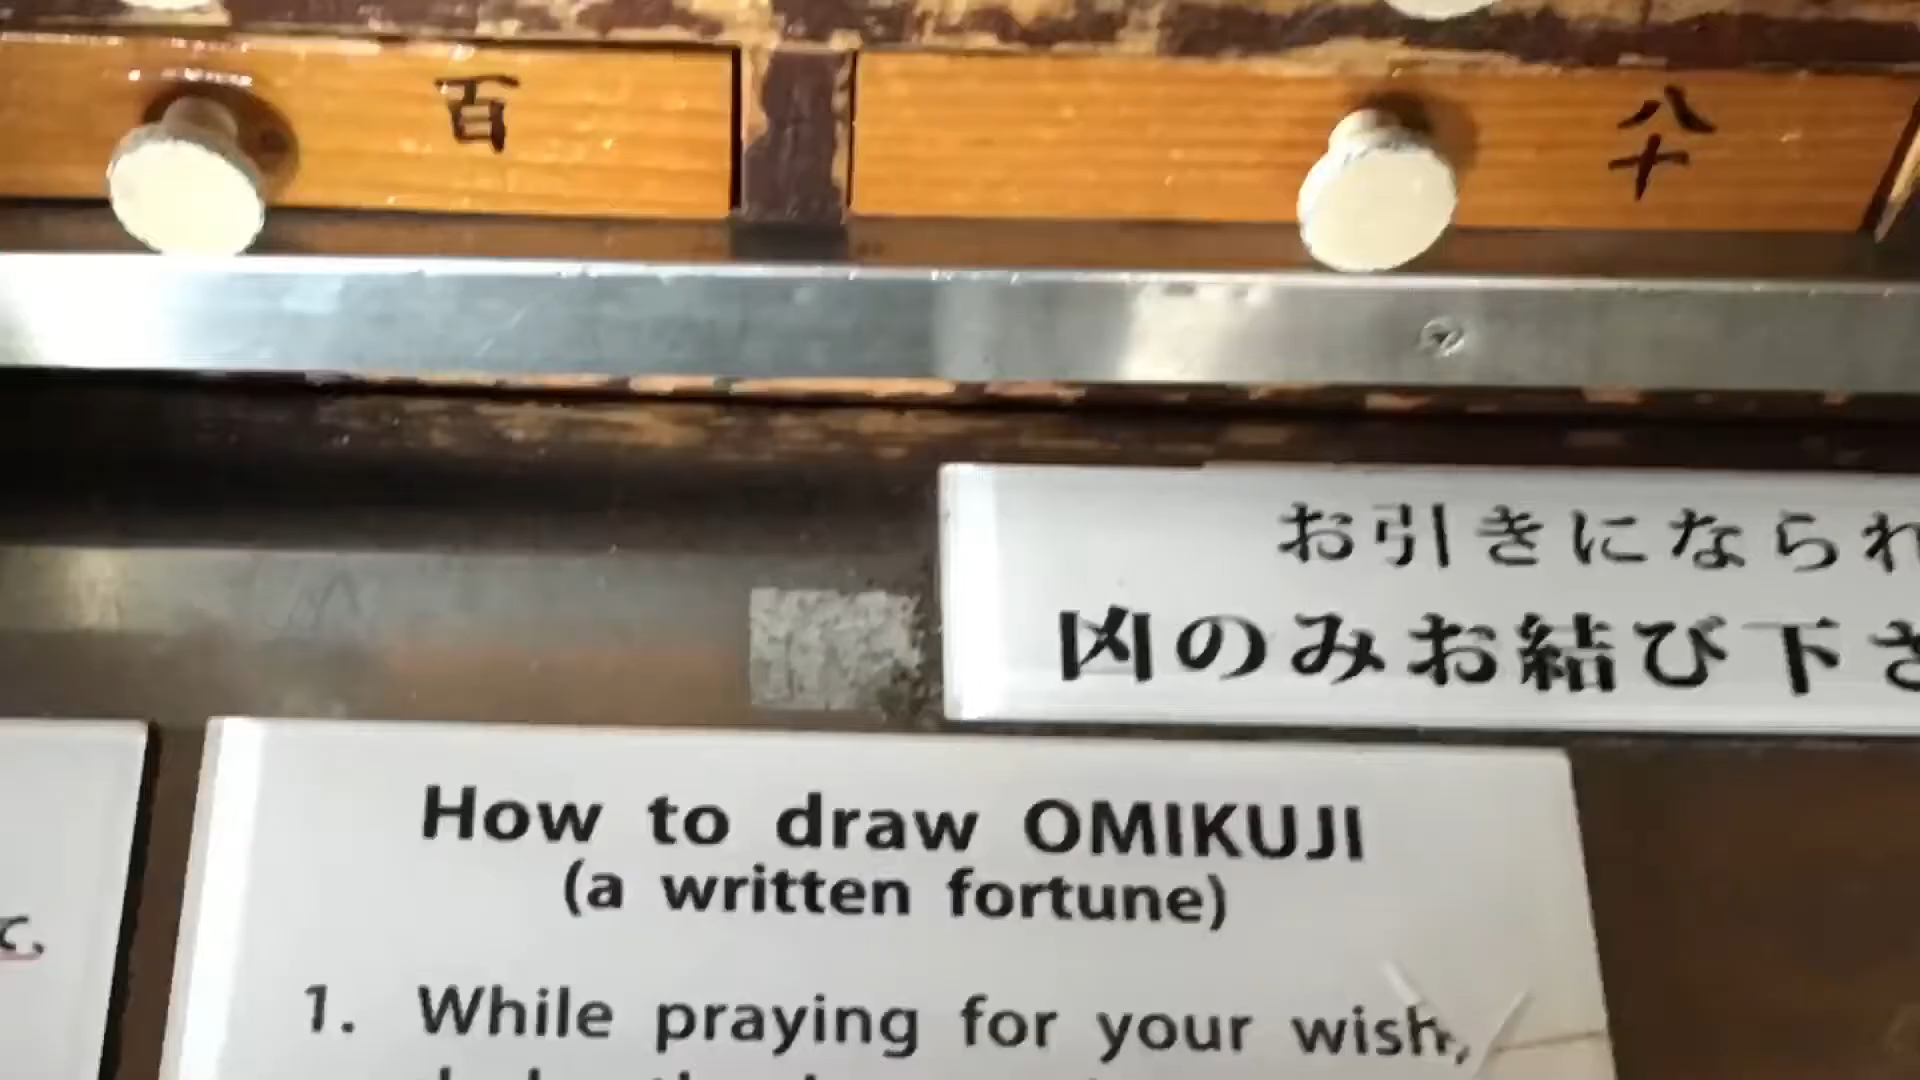 百
八十
お引きになられ
凶のみお結び下さ
How to draw OMIKUJI
(a written fortune)
1. While praying for your wish,